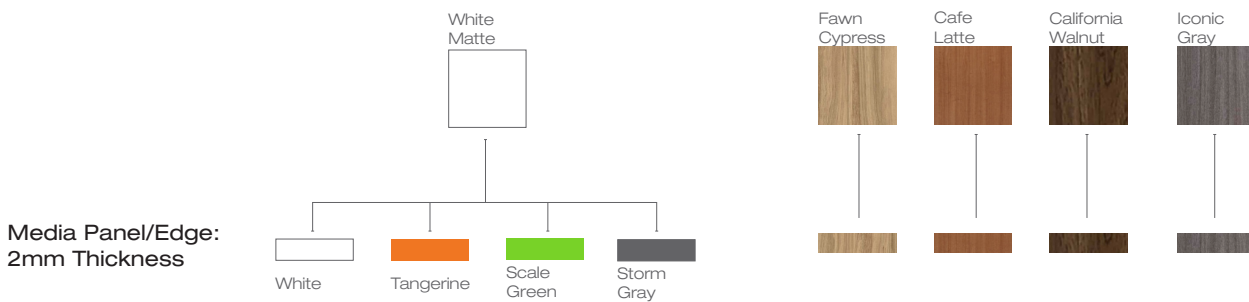 White
Matte
Fawn
Cypress
Cafe
Latte
California
Walnut
Iconic
Gray
Media Panel/Edge:
2mm Thickness
White
Tangerine
Scale
Green
Storm
Gray